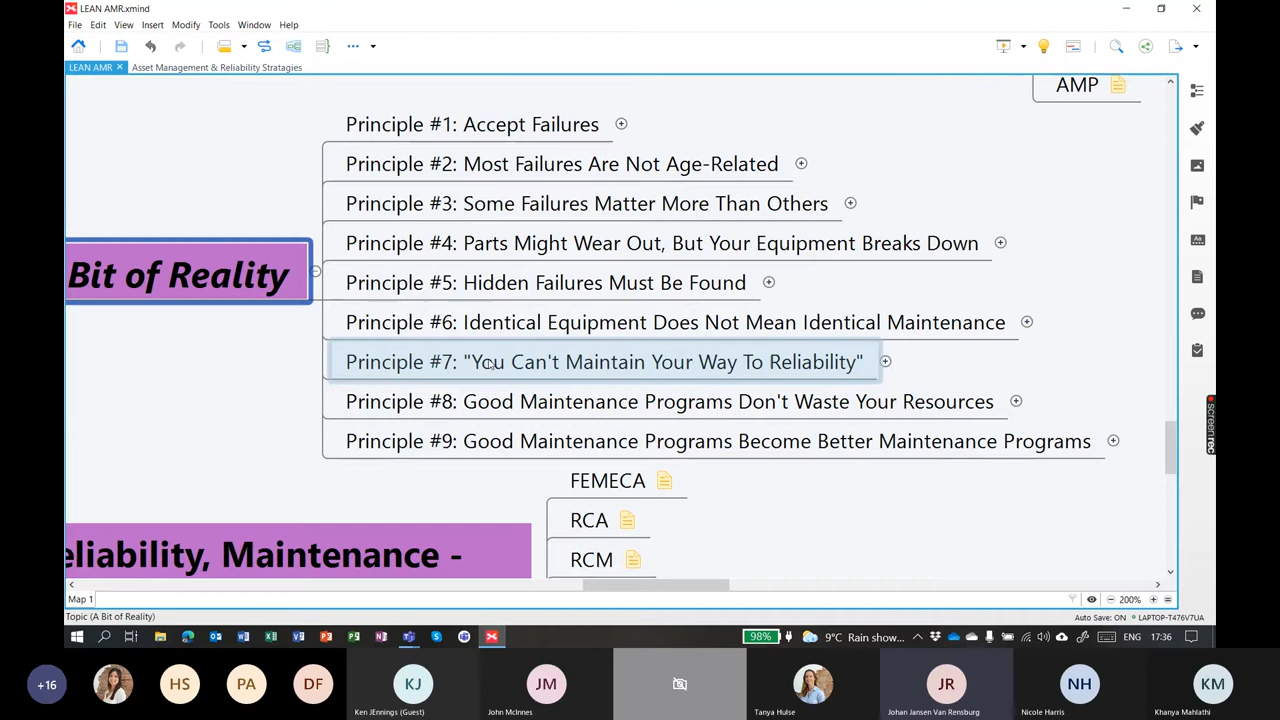 LEAN AMR.xmind
File Edit View Insert Modify Tools Window Help
LEAN AMR Asset Management & Reliability Stratagies
AMP
Principle #1: Accept Failures
Principle #2: Most Failures Are Not Age-Related
Principle #3: Some Failures Matter More Than Others
Principle #4: Parts Might Wear Out, But Your Equipment Breaks Down
Bit of Reality
Principle #5: Hidden Failures Must Be Found
Principle #6: Identical Equipment Does Not Mean Identical Maintenance
Principle #7: "You Can't Maintain Your Way To Reliability"
Principle #8: Good Maintenance Programs Don't Waste Your Resources
Principle #9: Good Maintenance Programs Become Better Maintenance Programs
FEMECA
RCA
eliability, Maintenance -
RCM
screenrec
Map 1
200%
Topic (A Bit of Reality)
Auto Save: ON LAPTOP-T476V7UA
98% 9°C Rain show... ENG 17:36
+16 HS PA DF KJ JM JR NH KM
Ken JEnnings (Guest) John McInnes Tanya Hulse Johan Jansen Van Rensburg Nicole Harris Khanya Mahlathi